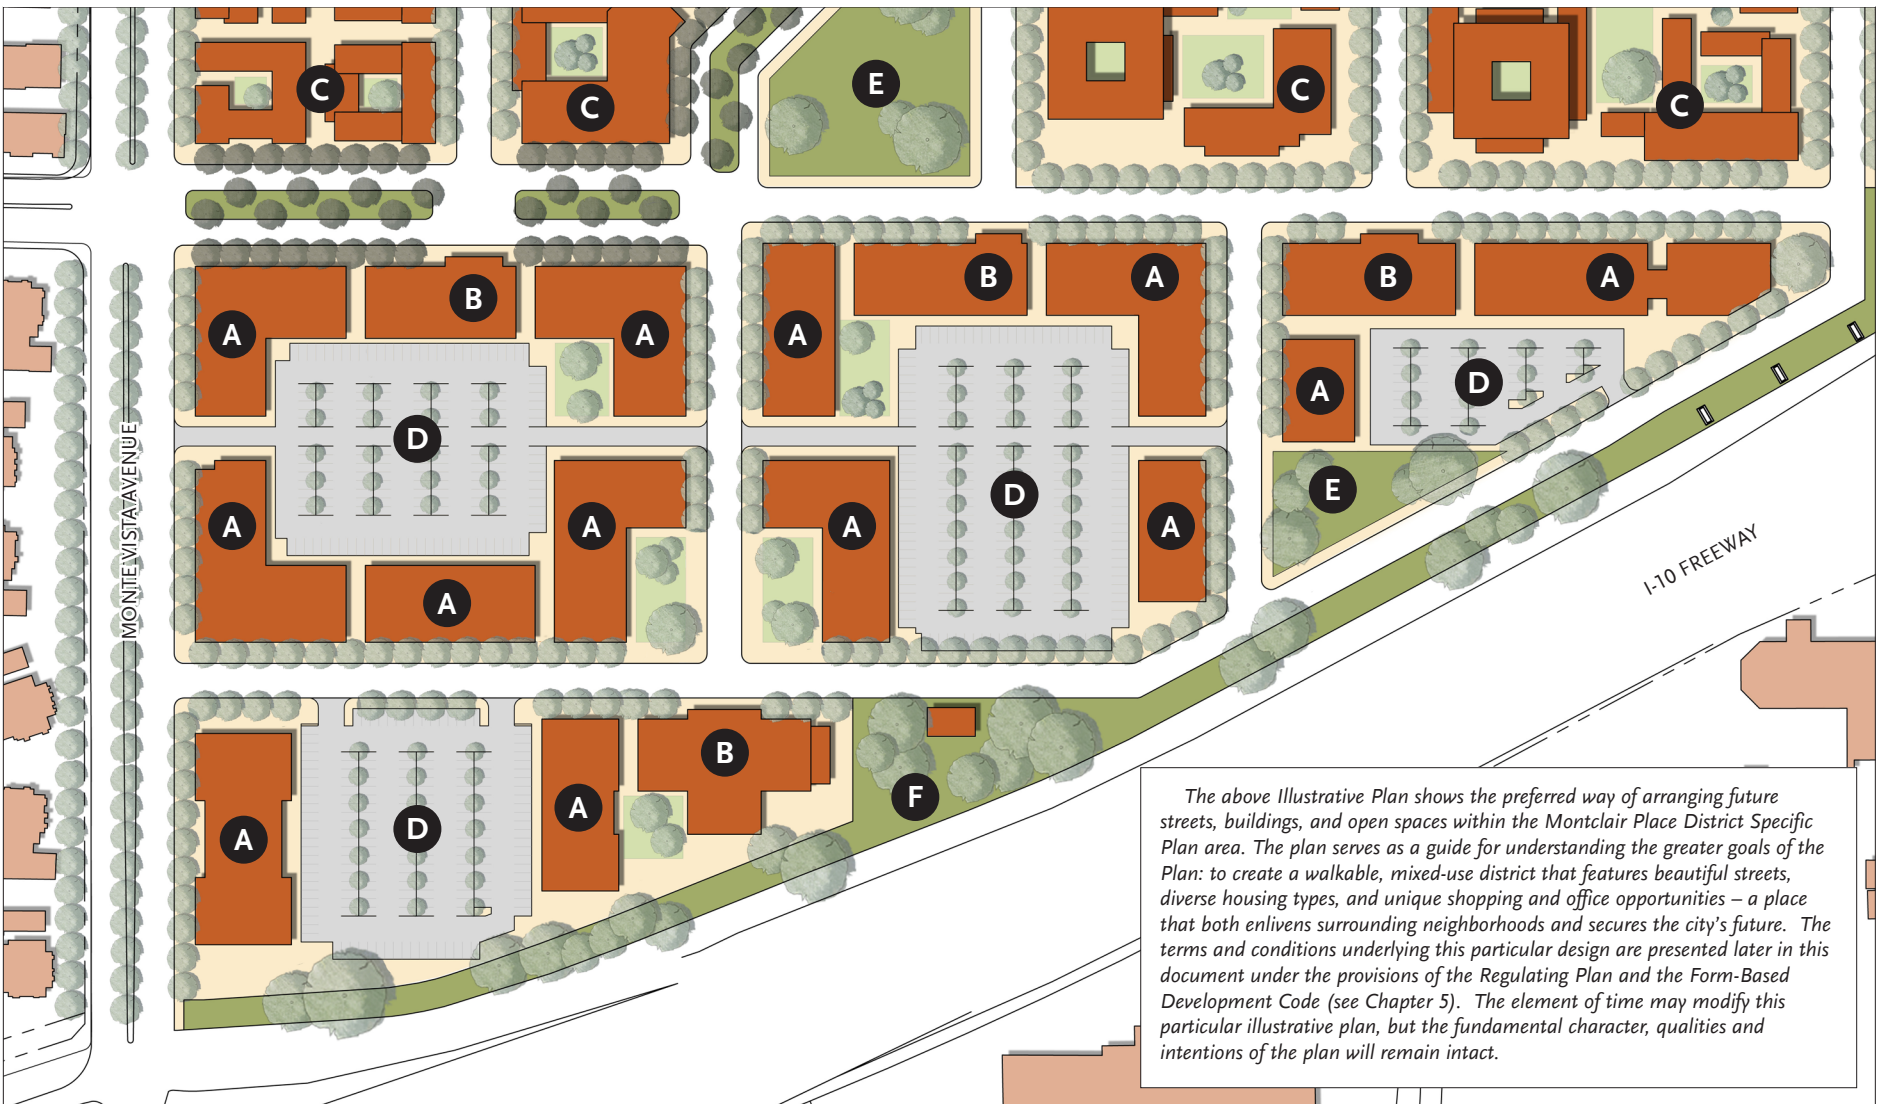 E
C
C
C
C
B
A
B
A
B
A
A
A
A
D
A
D
E
D
A
A
A
A
A
MONTE VISTA AVENUE
I-10 FREEWAY
B
F
A
D
A
The above Illustrative Plan shows the preferred way of arranging future
streets, buildings, and open spaces within the Montclair Place District Specific
Plan area. The plan serves as a guide for understanding the greater goals of the
Plan: to create a walkable, mixed-use district that features beautiful streets,
diverse housing types, and unique shopping and office opportunities – a place
that both enlivens surrounding neighborhoods and secures the city's future. The
terms and conditions underlying this particular design are presented later in this
document under the provisions of the Regulating Plan and the Form-Based
Development Code (see Chapter 5). The element of time may modify this
particular illustrative plan, but the fundamental character, qualities and
intentions of the plan will remain intact.